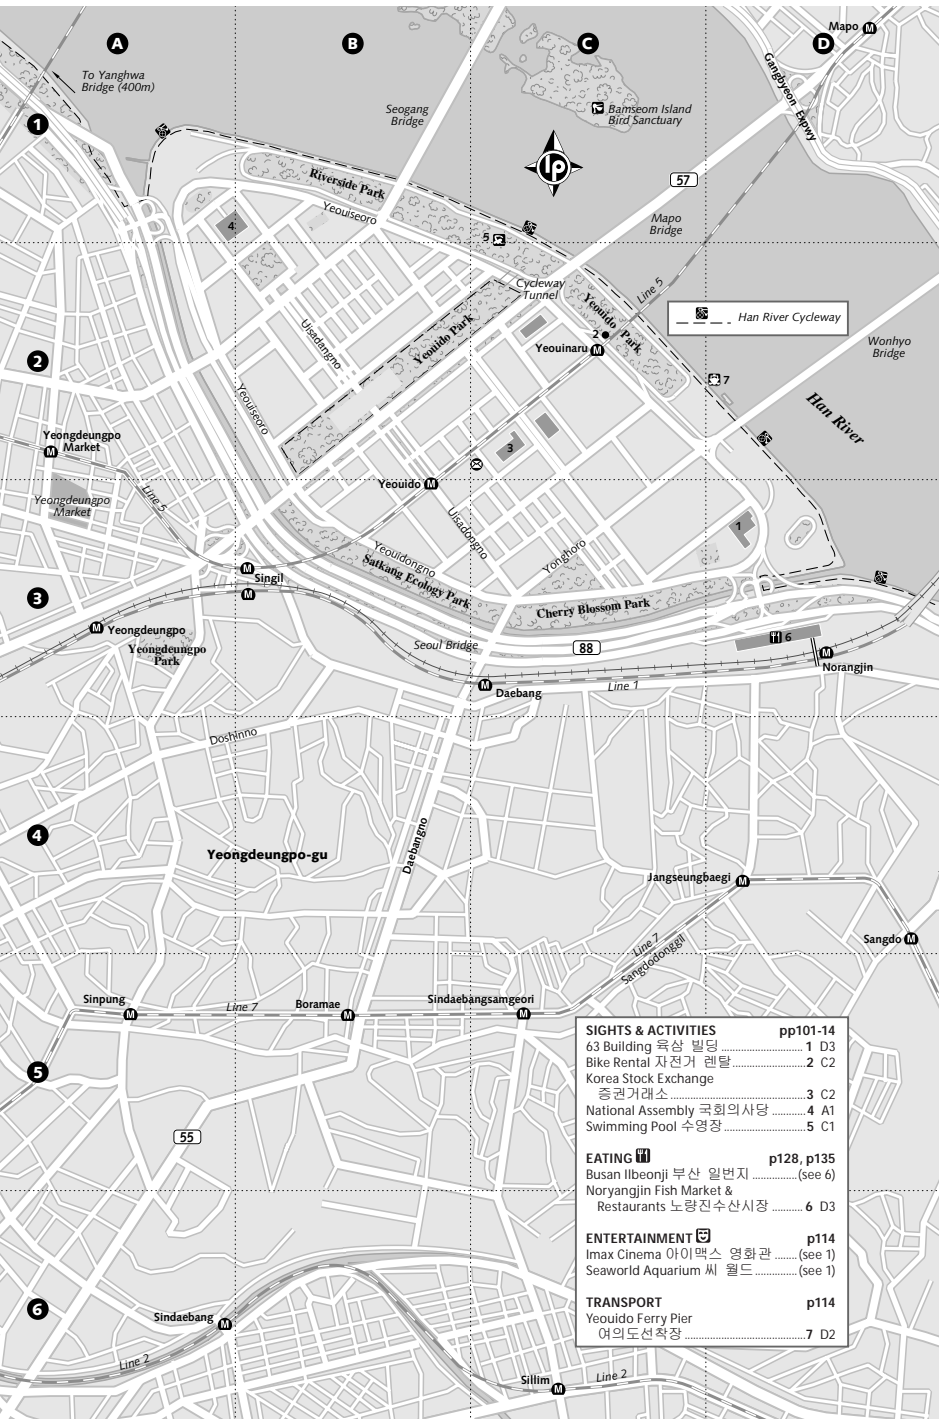 A
B
C
D
Mapo
M
To Yanghwa
Bridge (400m)
Gangbyeon Expwy
Seogang
Bridge
Bamseom Island
Bird Sanctuary
1
lp
Riverside Park
57
Yeouiseoro
Mapo
Bridge
4
5
Cycleway
Tunnel
Line 5
Yeouido Park
Han River Cycleway
Uisadangno
Yeouido Park
2
Yeouinaru M
Wonhyo
Bridge
2
7
Yeouiseoro
Han River
Yeongdeungpo
M Market
3
Yeouido M
Line 5
Yeongdeungpo
Market
Uisadongno
1
Yeouidongno
Yonghoro
Satkang Ecology Park
M
Singil
M
3
Cherry Blossom Park
M Yeongdeungpo
Yeongdeungpo
Park
Seoul Bridge
88
6
M
Norangjin
M
Daebang
Line 1
Doshinno
4
Daebangno
Yeongdeungpo-gu
Jangseungbaegi
M
Sangdo M
Line 7
Sangdodonggil
Sinpung
M
Line 7
Boramae
M
Sindaebangsamgeori
M
5
55
SIGHTS & ACTIVITIES pp101-14
63 Building 육삼 빌딩 1 D3
Bike Rental 자전거 렌탈 2 C2
Korea Stock Exchange
증권거래소 3 C2
National Assembly 국회의사당 4 A1
Swimming Pool 수영장 5 C1
EATING p128, p135
Busan Ilbeonji 부산 일번지 (see 6)
Noryangjin Fish Market &
Restaurants 노량진수산시장 6 D3
ENTERTAINMENT p114
Imax Cinema 아이맥스 영화관 (see 1)
Seaworld Aquarium 씨 월드 (see 1)
TRANSPORT p114
Yeouido Ferry Pier
여의도선착장 7 D2
6
Sindaebang
M
Line 2
Sillim
M
Line 2